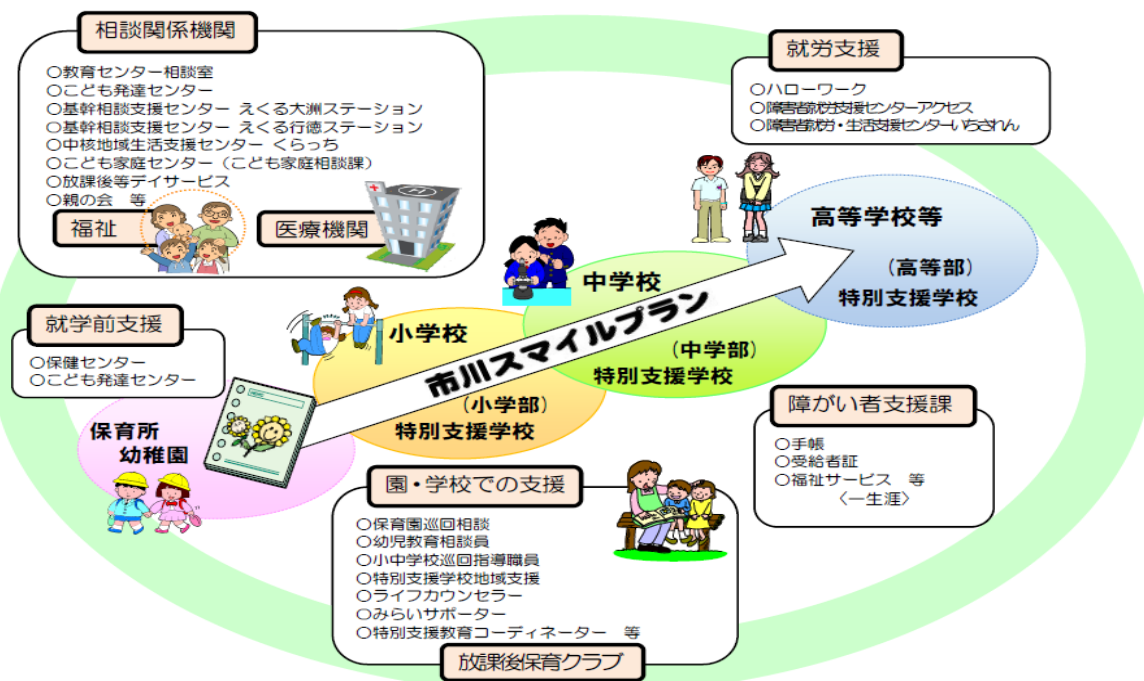 相談関係機関
○教育センター相談室
○こども発達センター
○基幹相談支援センター えくる大洲ステーション
○基幹相談支援センター えくる行徳ステーション
○中核地域生活支援センター くらっち
○こども家庭センター（こども家庭相談課）
○放課後等デイサービス
○親の会 等
福祉
医療機関
就労支援
○ハローワーク
○障害者就労支援センターアクセス
○障害者就労・生活支援センターいちされん
高等学校等
（高等部）
特別支援学校
中学校
（中学部）
特別支援学校
小学校
（小学部）
特別支援学校
市川スマイルプラン
就学前支援
○保健センター
○こども発達センター
保育所
幼稚園
障がい者支援課
○手帳
○受給者証
○福祉サービス 等
〈一生涯〉
園・学校での支援
○保育園巡回相談
○幼児教育相談員
○小中学校巡回指導職員
○特別支援学校地域支援
○ライフカウンセラー
○みらいサポーター
○特別支援教育コーディネーター 等
放課後保育クラブ